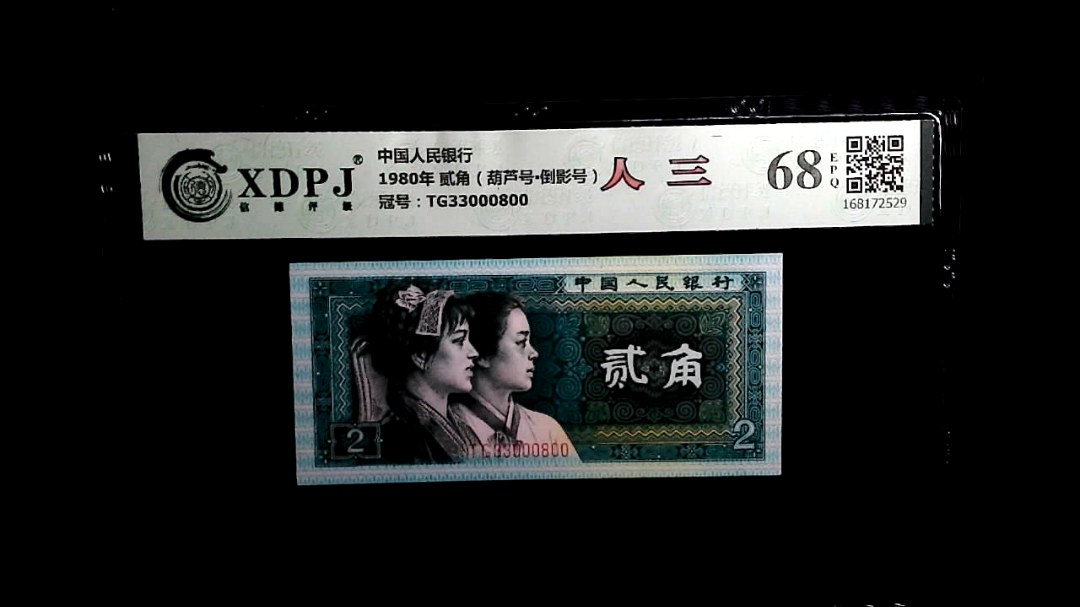 XDPJ®
信德评级
中国人民银行
1980年 贰角（葫芦号·倒影号）
冠号：TG33000800
人三
68
EPQ
168172529
中国人民银行
贰角
2
2
TG33000800